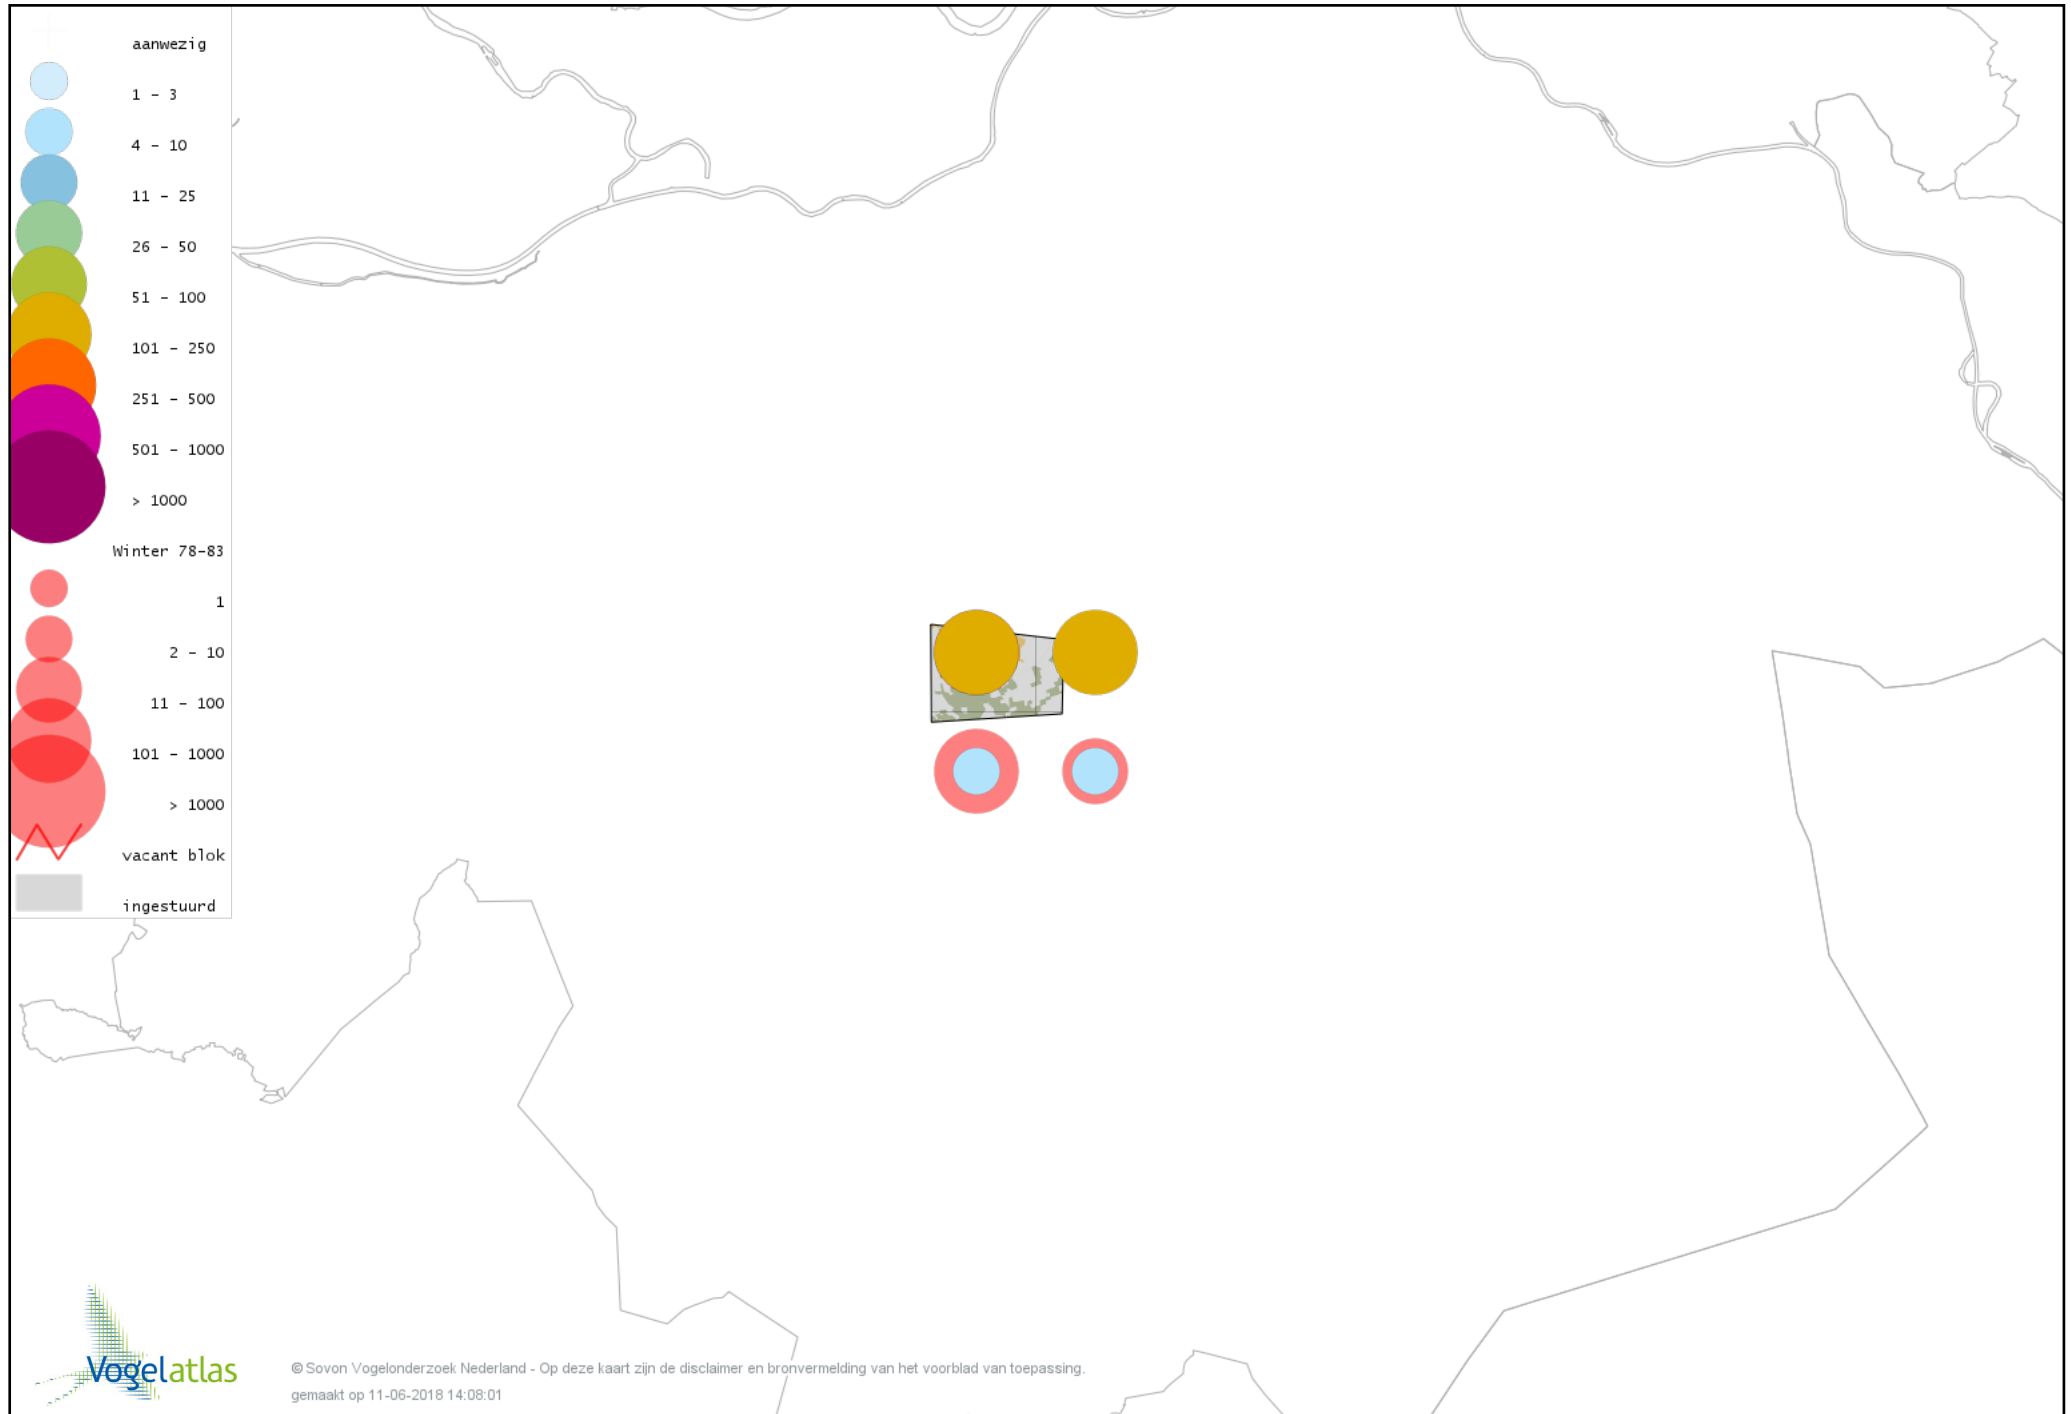 aanwezig
1 - 3
4 - 10
11 - 25
26 - 50
51 - 100
101 - 250
251 - 500
501 - 1000
> 1000
Winter 78-83
1
2 - 10
11 - 100
101 - 1000
> 1000
vacant blok
ingestuurd
Vogelatlas
© Sovon Vogelonderzoek Nederland - Op deze kaart zijn de disclaimer en bronvermelding van het voorblad van toepassing.
gemaakt op 11-06-2018 14:08:01